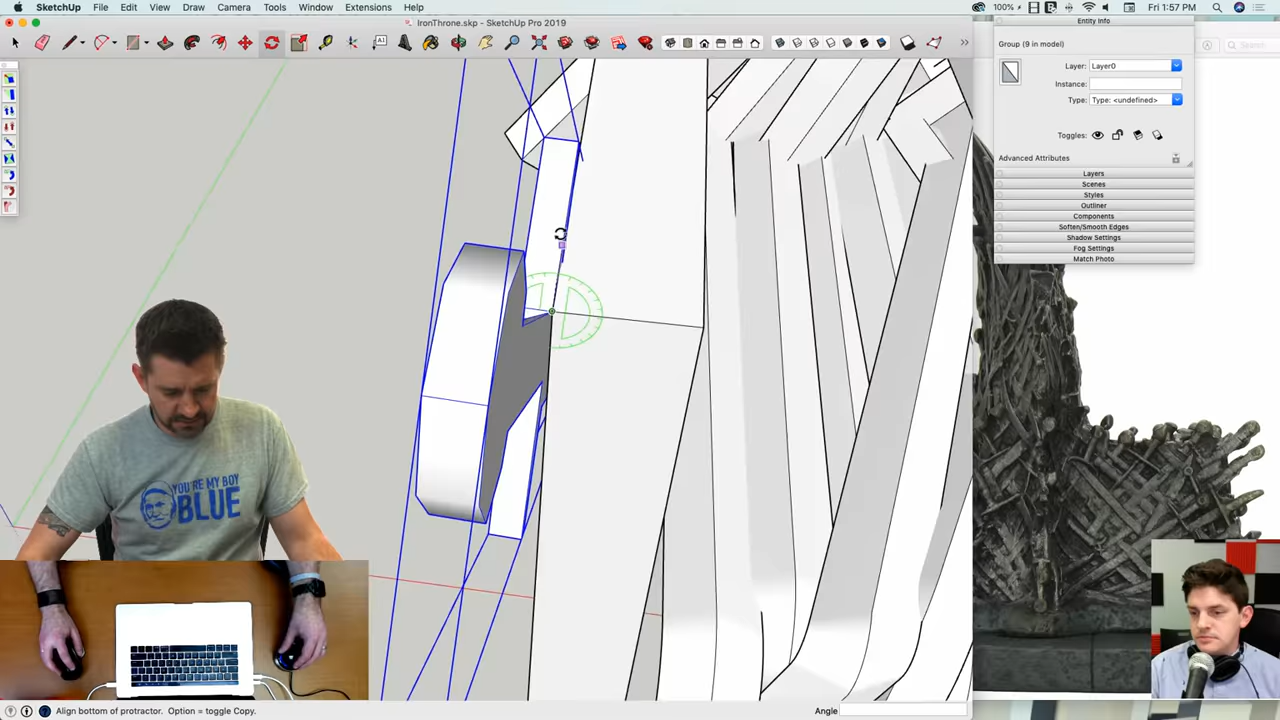 SketchUp File Edit View Draw Camera Tools Window Extensions Help
100% Fri 1:57 PM
IronThrone.skp - SketchUp Pro 2019
Entity Info
Group (9 in model)
Layer: Layer0
Instance:
Type: Type: <undefined>
Toggles:
Advanced Attributes
Layers
Scenes
Styles
Outliner
Components
Soften/Smooth Edges
Shadow Settings
Fog Settings
Match Photo
Search
YOU'RE MY BOY
BLUE
Align bottom of protractor. Option = toggle Copy.
Angle